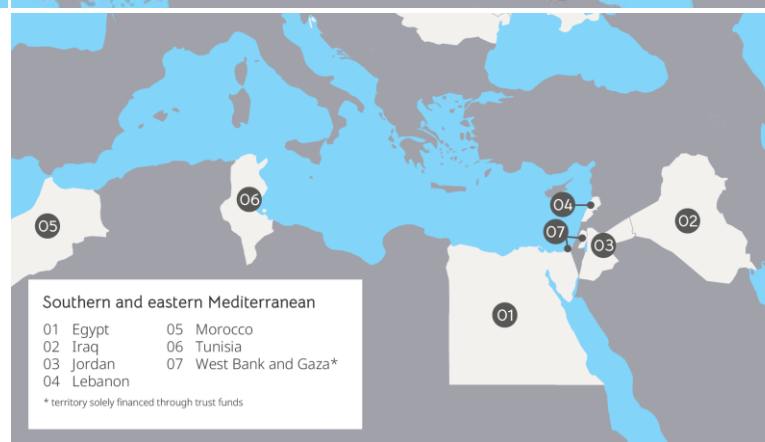 04
02
06
05
07
03
01
Southern and eastern Mediterranean
01 Egypt 05 Morocco
02 Iraq 06 Tunisia
03 Jordan 07 West Bank and Gaza*
04 Lebanon
* territory solely financed through trust funds